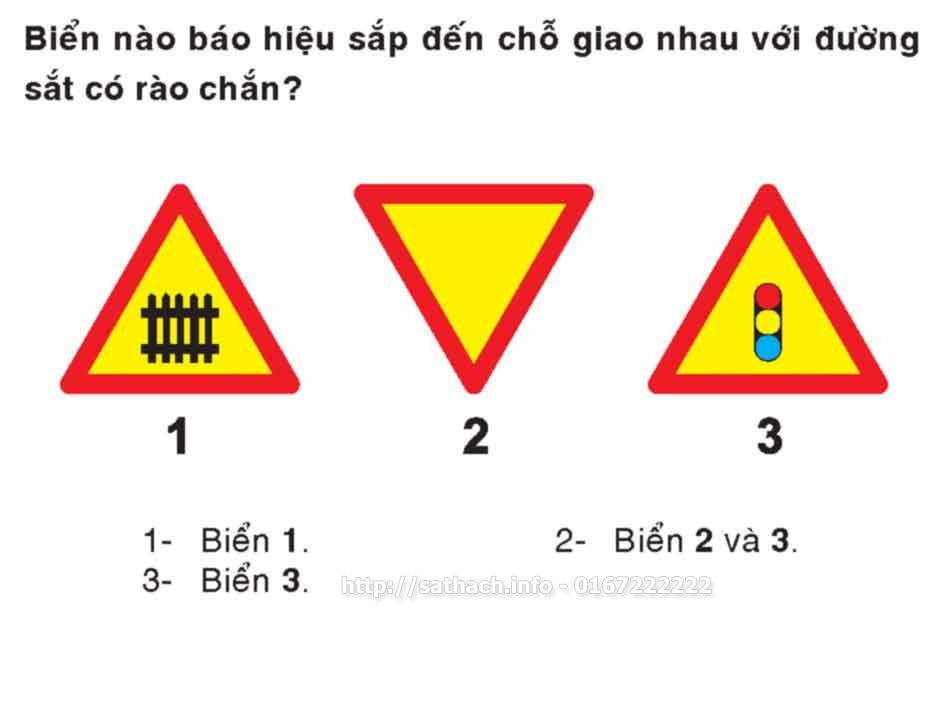 Biển nào báo hiệu sắp đến chỗ giao nhau với đường
sắt có rào chắn?
1 2 3
1- Biển 1. 2- Biển 2 và 3.
3- Biển 3.
http://sathach.info - 0167222222